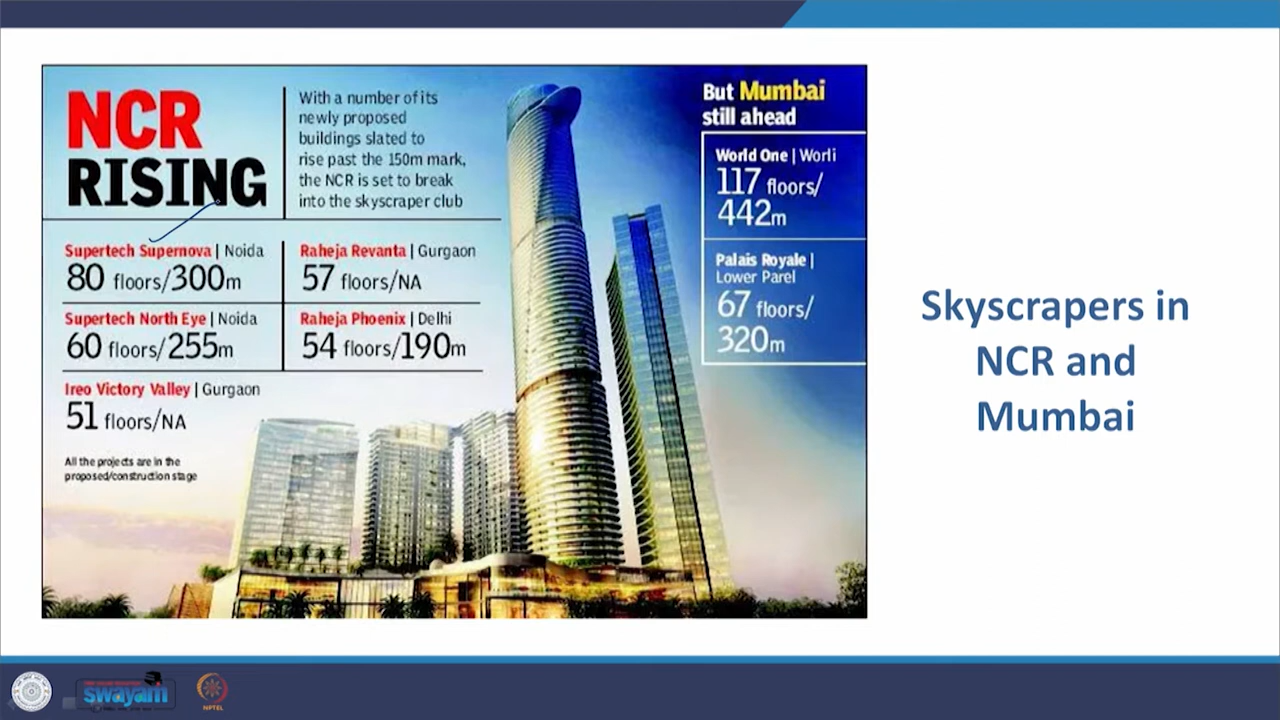 NCR
RISING
With a number of its
newly proposed
buildings slated to
rise past the 150m mark,
the NCR is set to break
into the skyscraper club
Supertech Supernova | Noida
80 floors/300m
Raheja Revanta | Gurgaon
57 floors/NA
Supertech North Eye | Noida
60 floors/255m
Raheja Phoenix | Delhi
54 floors/190m
Ireo Victory Valley | Gurgaon
51 floors/NA
All the projects are in the
proposed/construction stage
But Mumbai
still ahead
World One | Worli
117 floors/
442m
Palais Royale |
Lower Parel
67 floors/
320m
Skyscrapers in
NCR and
Mumbai
swayam
NPTEL